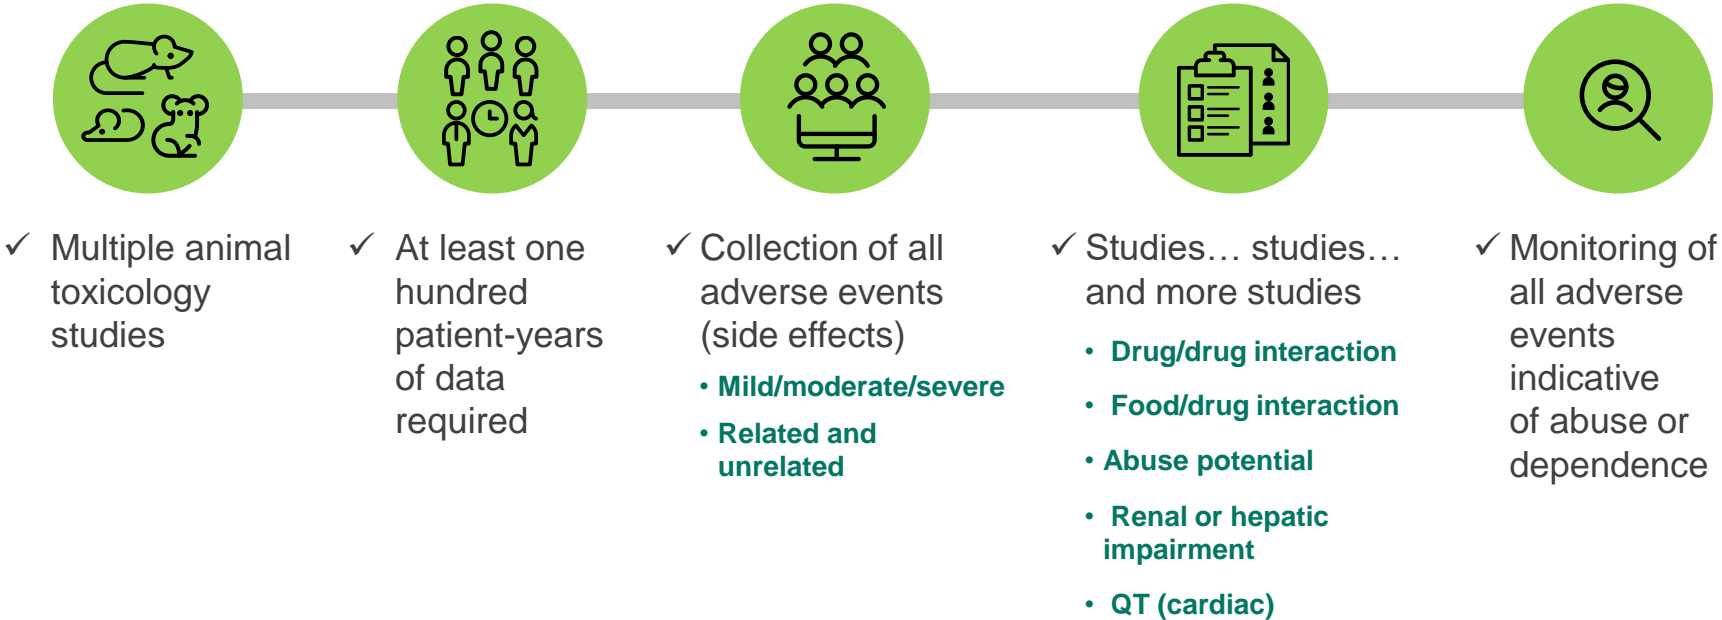 ✓ Multiple animal
toxicology
studies
✓ At least one
hundred
patient-years
of data
required
✓ Collection of all
adverse events
(side effects)
• Mild/moderate/severe
• Related and
unrelated
✓ Studies… studies…
and more studies
• Drug/drug interaction
• Food/drug interaction
• Abuse potential
• Renal or hepatic
impairment
• QT (cardiac)
✓ Monitoring of
all adverse
events
indicative
of abuse or
dependence